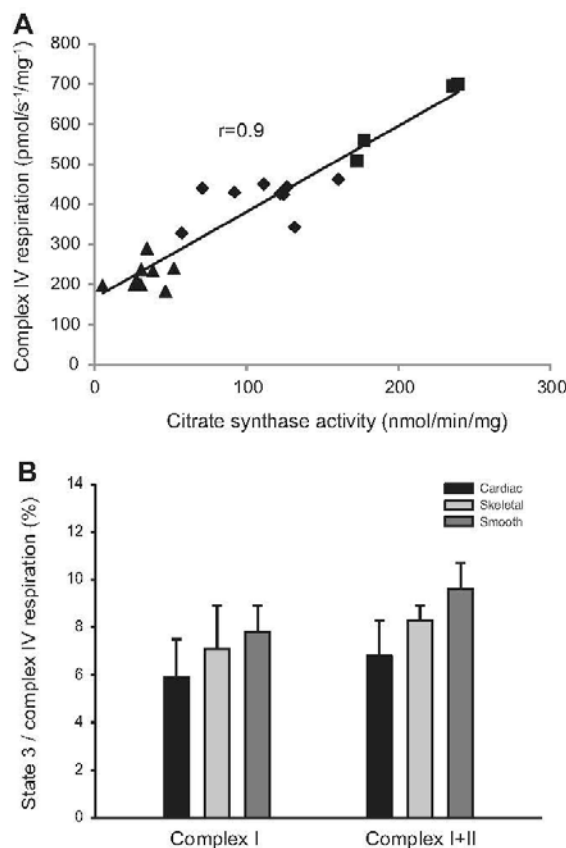 A
Complex IV respiration (pmol/s⁻¹/mg⁻¹)
800
700
600
500
400
300
200
100
0
r=0.9
0 100 200 300
Citrate synthase activity (nmol/min/mg)
B
State 3 / complex IV respiration (%)
14
12
10
8
6
4
2
0
Cardiac
Skeletal
Smooth
Complex I Complex I+II